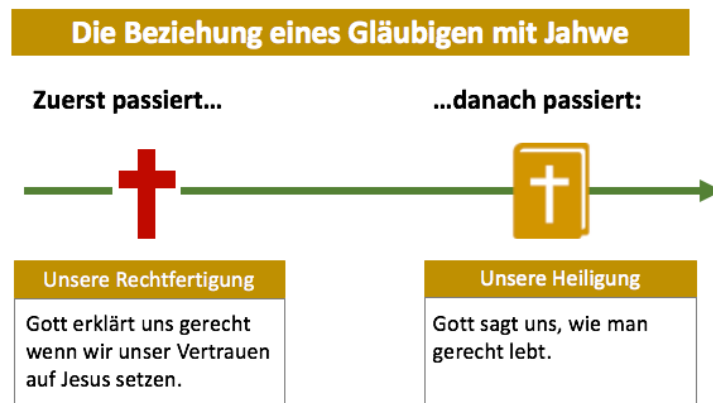 Die Beziehung eines Gläubigen mit Jahwe
Zuerst passiert...
...danach passiert:
Unsere Rechtfertigung
Gott erklärt uns gerecht
wenn wir unser Vertrauen
auf Jesus setzen.
Unsere Heiligung
Gott sagt uns, wie man
gerecht lebt.